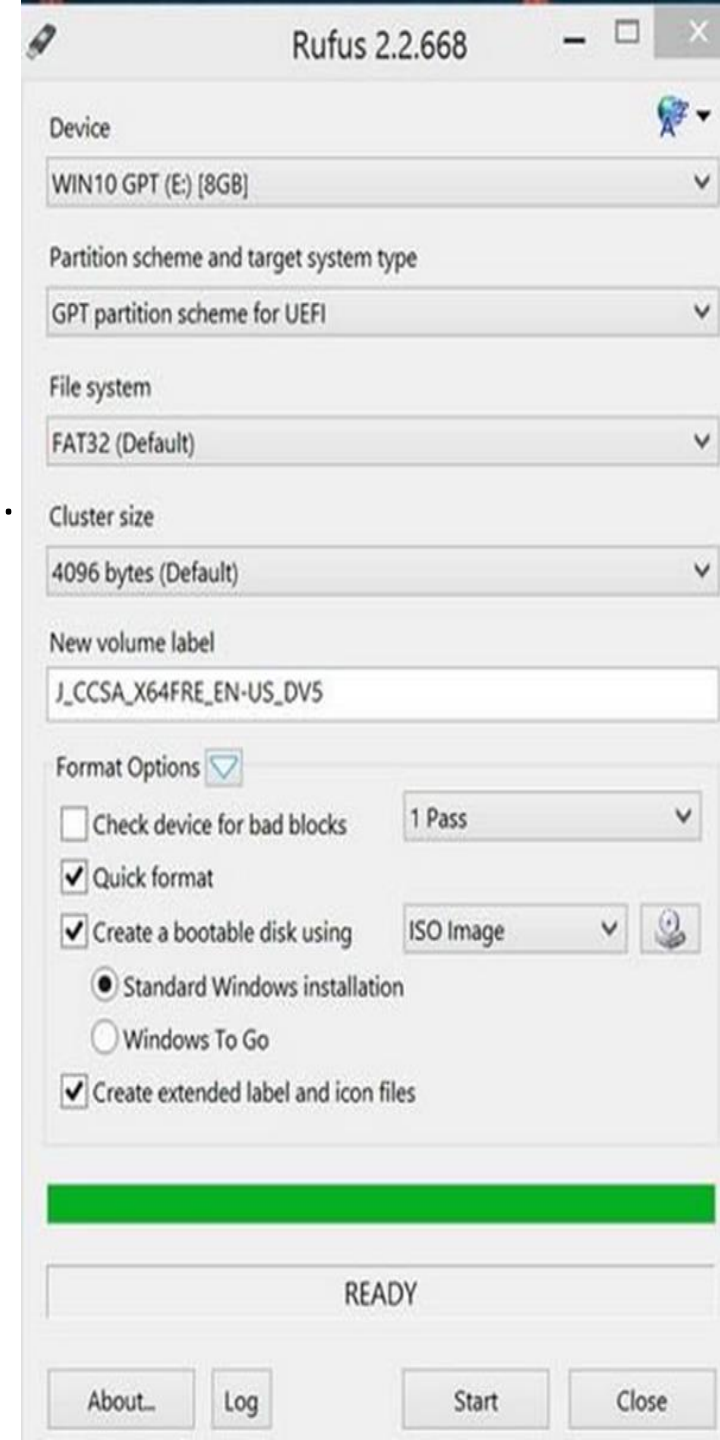 Rufus 2.2.668
Device
WIN10 GPT (E:) [8GB]
Partition scheme and target system type
GPT partition scheme for UEFI
File system
FAT32 (Default)
Cluster size
4096 bytes (Default)
New volume label
J_CCSA_X64FRE_EN-US_DV5
Format Options
Check device for bad blocks 1 Pass
Quick format
Create a bootable disk using ISO Image
Standard Windows installation
Windows To Go
Create extended label and icon files
READY
About... Log Start Close